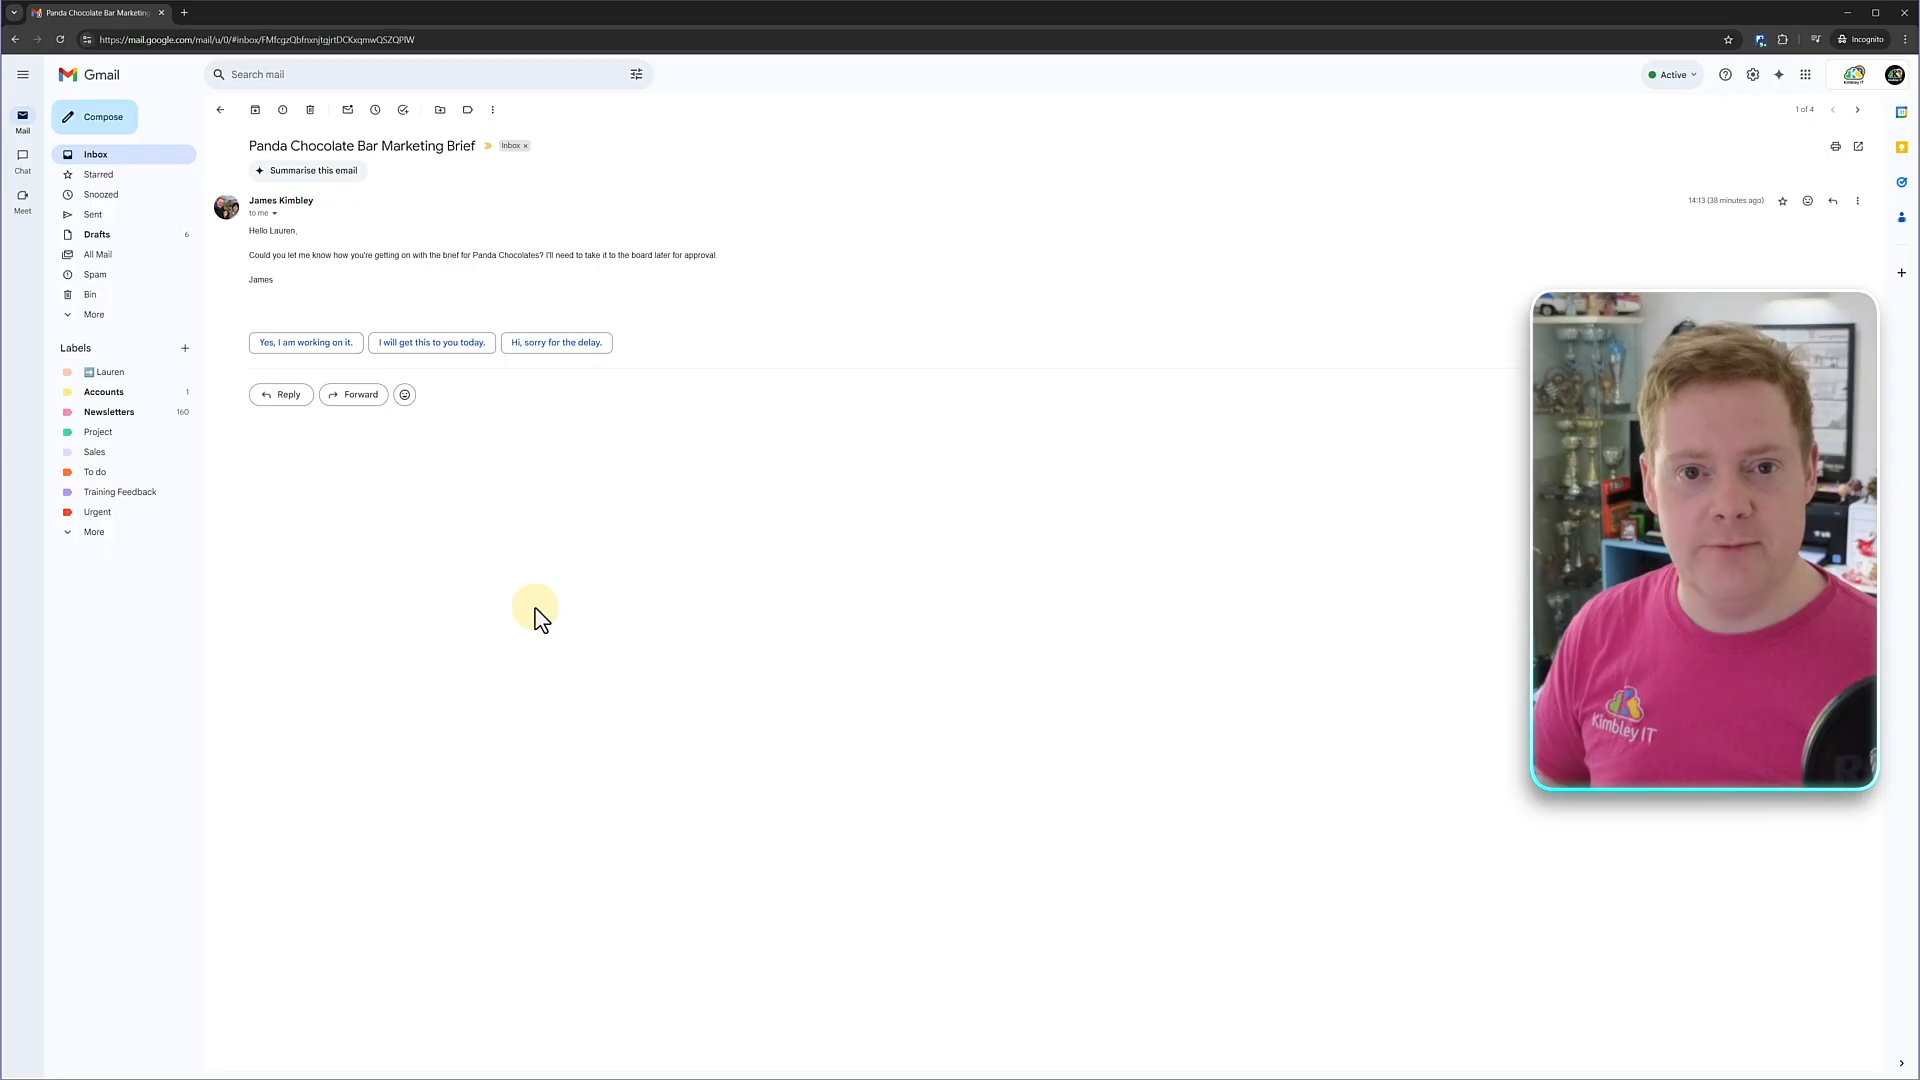 Panda Chocolate Bar Marketing
https://mail.google.com/mail/u/0/#inbox/FMfcgzQbfnxnjtgjrtDCKxqmwQSZQPlW
Incognito
Gmail
Search mail
Active
Kimbley IT
Compose
1 of 4
Mail
Chat
Meet
Inbox
Starred
Snoozed
Sent
Drafts 6
All Mail
Spam
Bin
More
Labels
Lauren
Accounts 1
Newsletters 160
Project
Sales
To do
Training Feedback
Urgent
More
Panda Chocolate Bar Marketing Brief
Inbox ×
Summarise this email
James Kimbley
14:13 (38 minutes ago)
to me
Hello Lauren,
Could you let me know how you're getting on with the brief for Panda Chocolates? I'll need to take it to the board later for approval.
James
Yes, I am working on it.
I will get this to you today.
Hi, sorry for the delay.
Reply
Forward
Kimbley IT